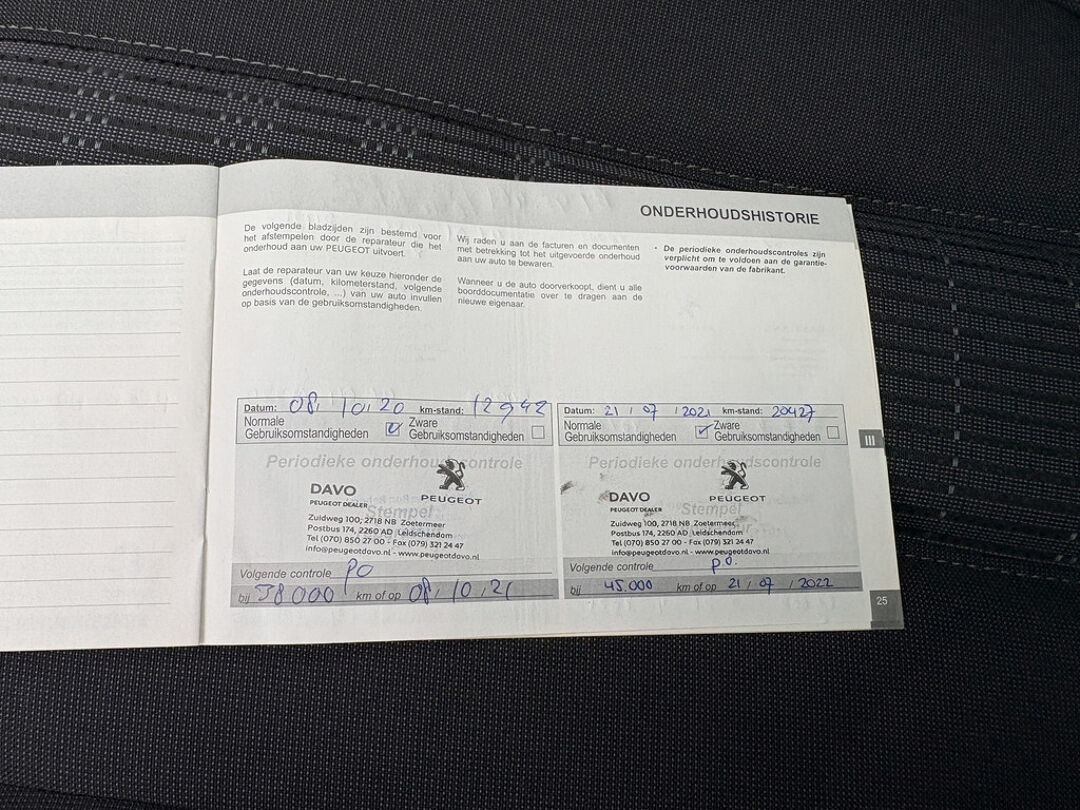 ONDERHOUDSHISTORIE
De volgende bladzijden zijn bestemd voor
het afstempelen door de reparateur die het
onderhoud aan uw PEUGEOT uitvoert.
Laat de reparateur van uw keuze hieronder de
gegevens (datum, kilometerstand, volgende
onderhoudscontrole, ...) van uw auto invullen
op basis van de gebruiksomstandigheden.
Wij raden u aan de facturen en documenten
met betrekking tot het uitgevoerde onderhoud
aan uw auto te bewaren.
Wanneer u de auto doorverkoopt, dient u alle
boorddocumentatie over te dragen aan de
nieuwe eigenaar.
• De periodieke onderhoudscontroles zijn
verplicht om te voldoen aan de garantie-
voorwaarden van de fabrikant.
Datum: 08 / 10 / 20 km-stand: 12942
Normale
Gebruiksomstandigheden
Zware
Gebruiksomstandigheden
Periodieke onderhoudscontrole
DAVO
PEUGEOT DEALER
PEUGEOT
Stempel
Zuidweg 100, 2718 NB Zoetermeer
Postbus 174, 2260 AD Leidschendam
Tel (070) 850 27 00 - Fax (079) 321 24 47
info@peugeotdavo.nl - www.peugeotdavo.nl
Volgende controle PO
bij 38000 km of op 08 / 10 / 21
Datum: 21 / 07 / 2021 km-stand: 20427
Normale
Gebruiksomstandigheden
Zware
Gebruiksomstandigheden
Periodieke onderhoudscontrole
DAVO
PEUGEOT DEALER
PEUGEOT
Stempel
Zuidweg 100, 2718 NB Zoetermeer
Postbus 174, 2260 AD Leidschendam
Tel (070) 850 27 00 - Fax (079) 321 24 47
info@peugeotdavo.nl - www.peugeotdavo.nl
Volgende controle p.o.
bij 45.000 km of op 21 / 07 / 2022
III
25